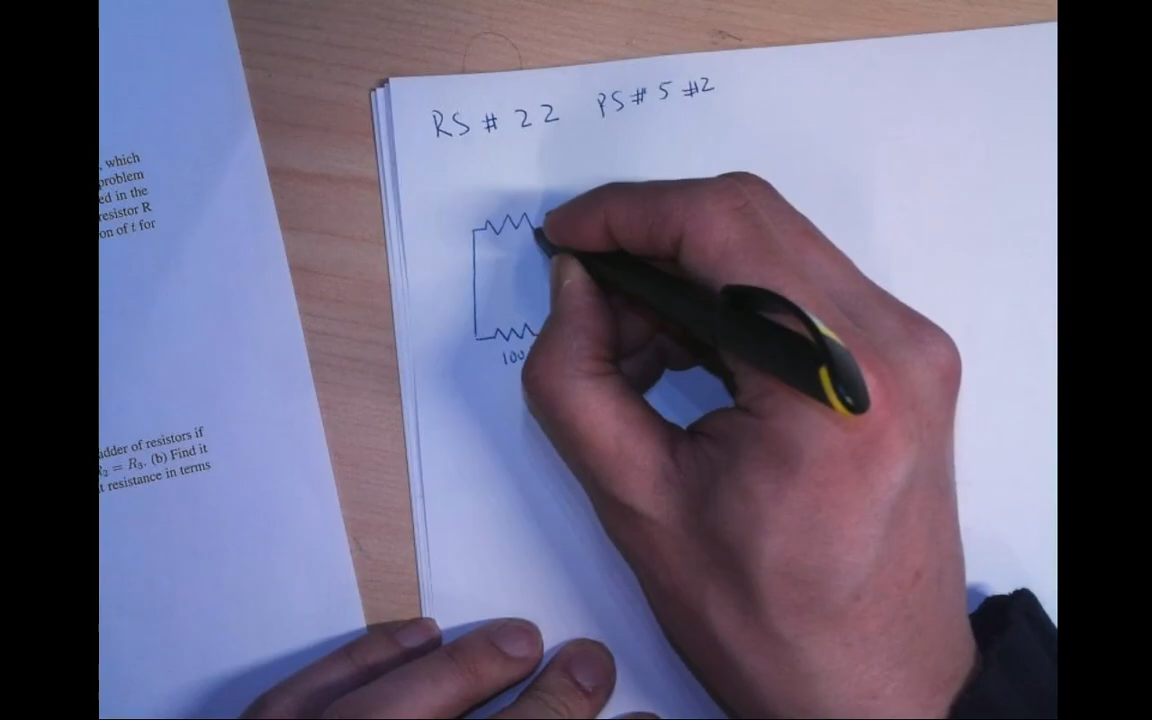 RS # 22 PS # 5 #2
100
, which
problem
ed in the
resistor R
on of t for
adder of resistors if
R₂ = R₃. (b) Find it
t resistance in terms